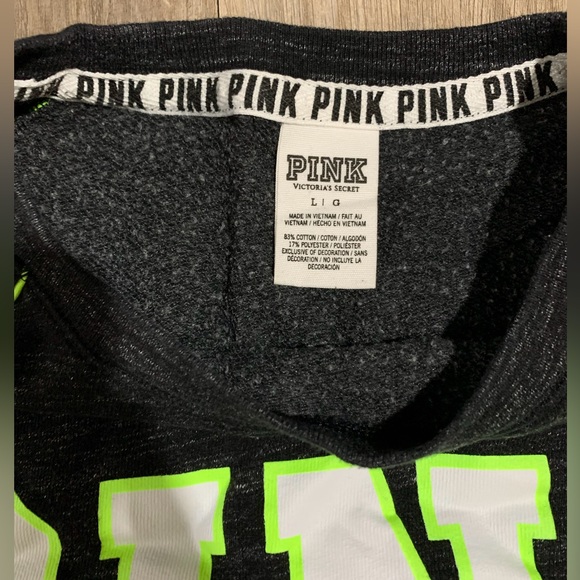 PINK PINK PINK PINK PINK PINK
PINK
VICTORIA'S SECRET
L | G
MADE IN VIETNAM / FAIT AU
VIETNAM / HECHO EN VIETNAM
83% COTTON / COTON / ALGODÓN
17% POLYESTER / POLIÉSTER
EXCLUSIVE OF DECORATION / SANS
DÉCORATION / NO INCLUYE LA
DECORACIÓN
PINK